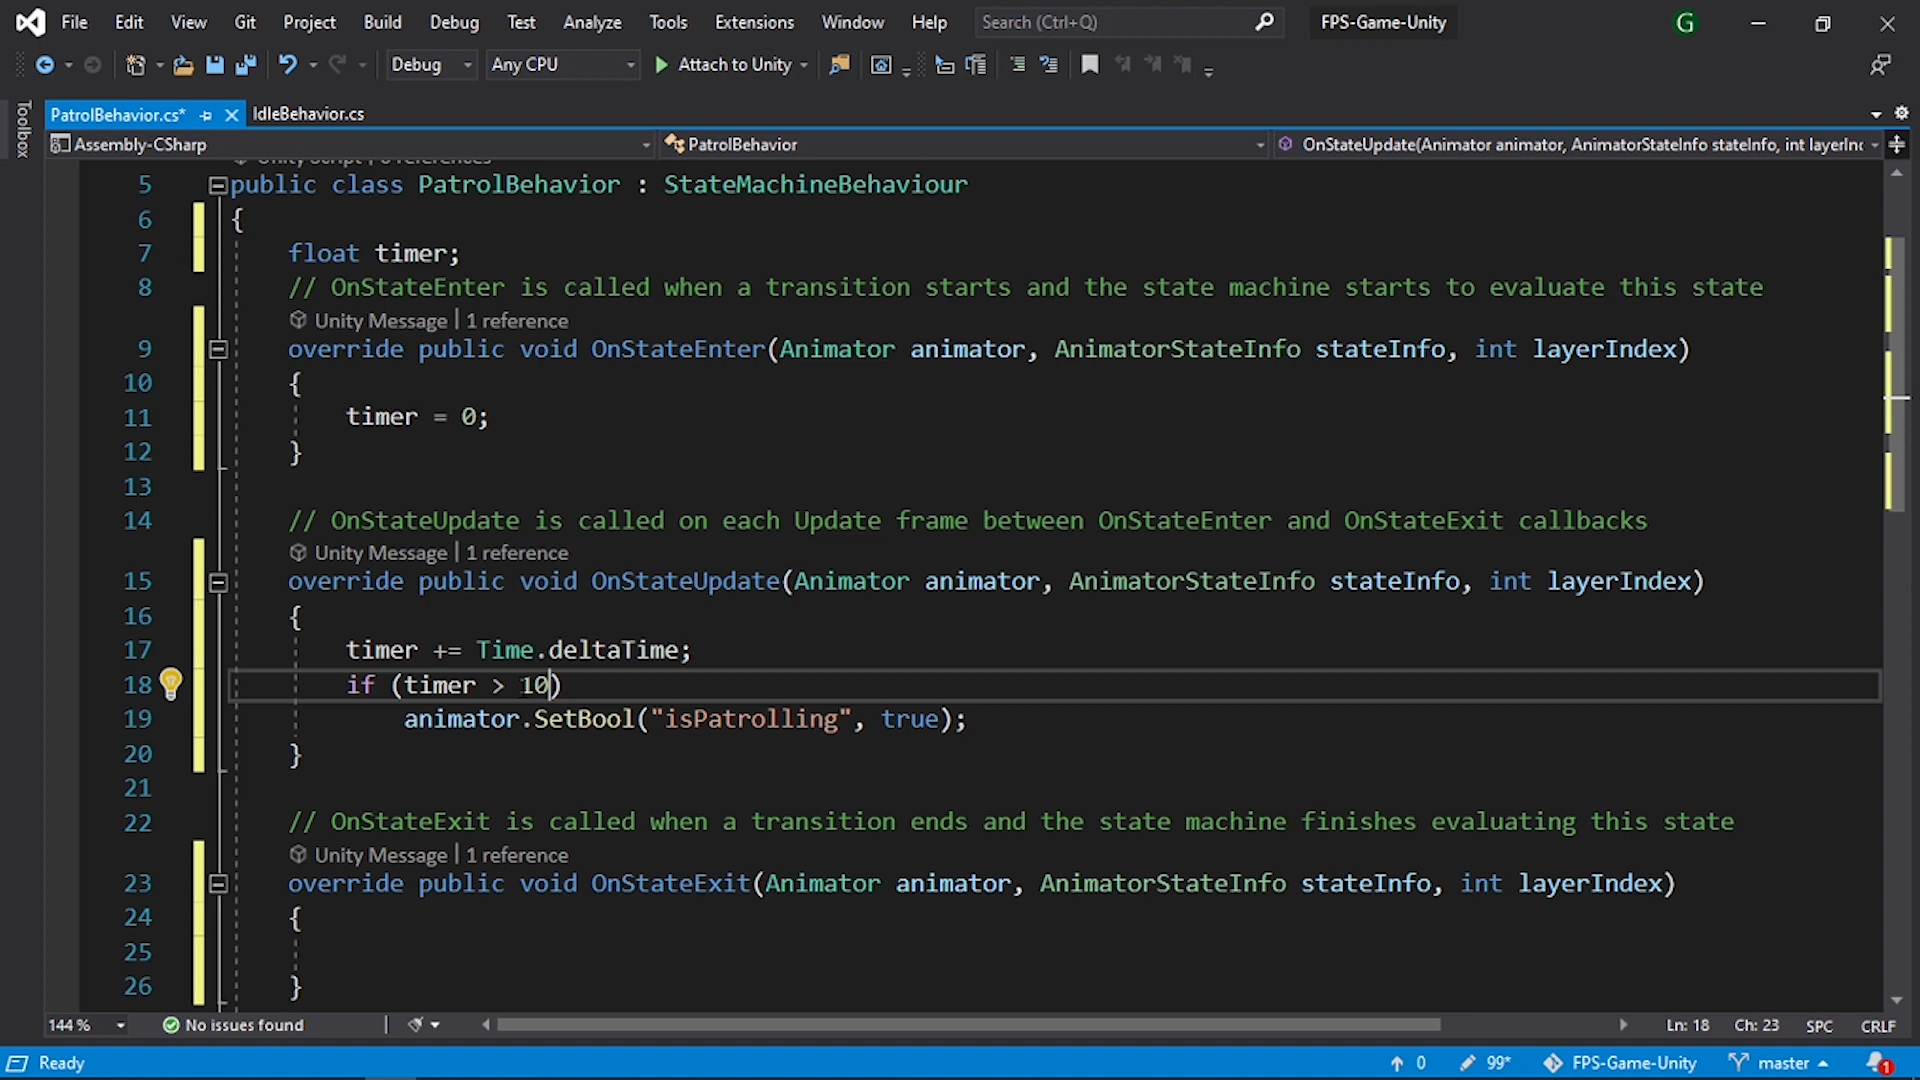 File Edit View Git Project Build Debug Test Analyze Tools Extensions Window Help Search (Ctrl+Q) FPS-Game-Unity G
Debug Any CPU Attach to Unity
Toolbox
PatrolBehavior.cs* IdleBehavior.cs
Assembly-CSharp PatrolBehavior OnStateUpdate(Animator animator, AnimatorStateInfo stateInfo, int layerInd
Unity Script | 0 references
5 public class PatrolBehavior : StateMachineBehaviour
6 {
7 float timer;
8 // OnStateEnter is called when a transition starts and the state machine starts to evaluate this state
Unity Message | 1 reference
9 override public void OnStateEnter(Animator animator, AnimatorStateInfo stateInfo, int layerIndex)
10 {
11 timer = 0;
12 }
13
14 // OnStateUpdate is called on each Update frame between OnStateEnter and OnStateExit callbacks
Unity Message | 1 reference
15 override public void OnStateUpdate(Animator animator, AnimatorStateInfo stateInfo, int layerIndex)
16 {
17 timer += Time.deltaTime;
18 if (timer > 10)
19 animator.SetBool("isPatrolling", true);
20 }
21
22 // OnStateExit is called when a transition ends and the state machine finishes evaluating this state
Unity Message | 1 reference
23 override public void OnStateExit(Animator animator, AnimatorStateInfo stateInfo, int layerIndex)
24 {
25
26 }
144 % No issues found Ln: 18 Ch: 23 SPC CRLF
Ready 0 99* FPS-Game-Unity master 1